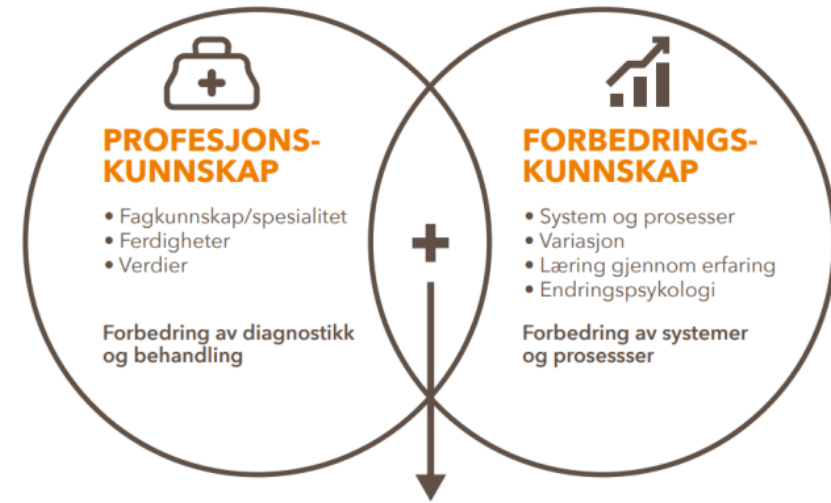 PROFESJONS-
KUNNSKAP
• Fagkunnskap/spesialitet
• Ferdigheter
• Verdier
Forbedring av diagnostikk
og behandling
+
FORBEDRINGS-
KUNNSKAP
• System og prosesser
• Variasjon
• Læring gjennom erfaring
• Endringspsykologi
Forbedring av systemer
og prosessser